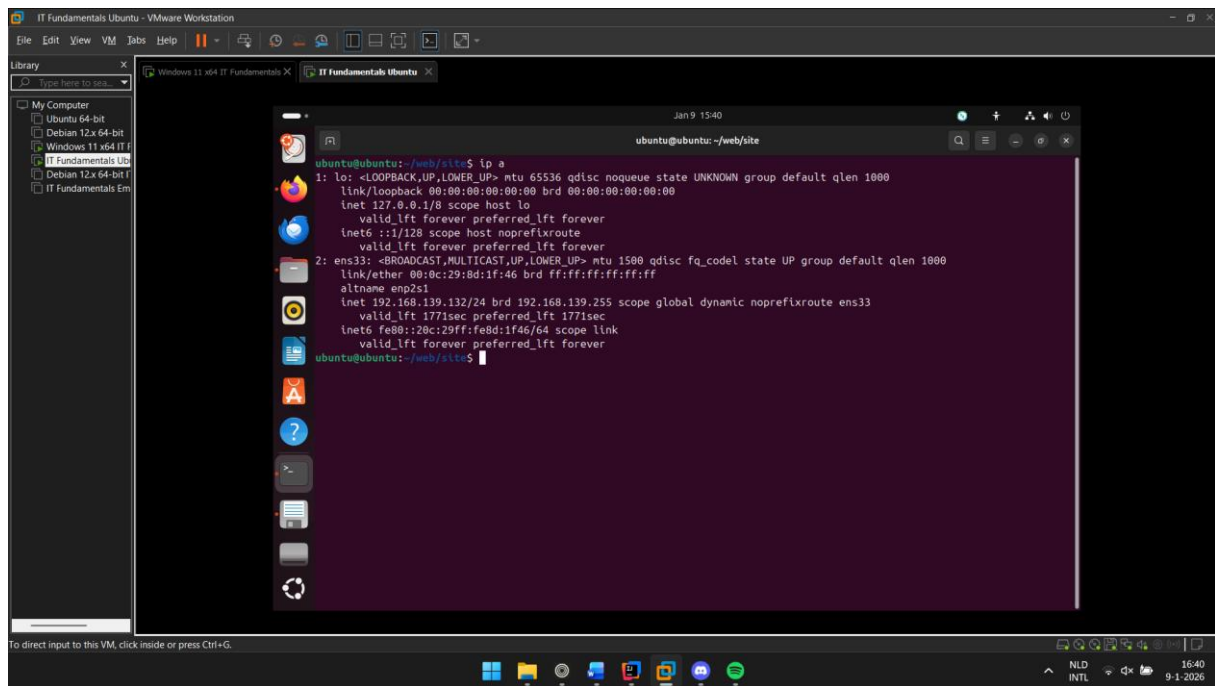 IT Fundamentals Ubuntu - VMware Workstation
File Edit View VM Tabs Help
Library
Type here to sea...
My Computer
Ubuntu 64-bit
Debian 12.x 64-bit
Windows 11 x64 IT F
IT Fundamentals Ub
Debian 12.x 64-bit I
IT Fundamentals Em
Windows 11 x64 IT Fundamentals
IT Fundamentals Ubuntu
Jan 9 15:40
ubuntu@ubuntu: ~/web/site
ubuntu@ubuntu:~/web/site$ ip a
1: lo: <LOOPBACK,UP,LOWER_UP> mtu 65536 qdisc noqueue state UNKNOWN group default qlen 1000
link/loopback 00:00:00:00:00:00 brd 00:00:00:00:00:00
inet 127.0.0.1/8 scope host lo
valid_lft forever preferred_lft forever
inet6 ::1/128 scope host noprefixroute
valid_lft forever preferred_lft forever
2: ens33: <BROADCAST,MULTICAST,UP,LOWER_UP> mtu 1500 qdisc fq_codel state UP group default qlen 1000
link/ether 00:0c:29:8d:1f:46 brd ff:ff:ff:ff:ff:ff
altname enp2s1
inet 192.168.139.132/24 brd 192.168.139.255 scope global dynamic noprefixroute ens33
valid_lft 1771sec preferred_lft 1771sec
inet6 fe80::20c:29ff:fe8d:1f46/64 scope link
valid_lft forever preferred_lft forever
ubuntu@ubuntu:~/web/site$
To direct input to this VM, click inside or press Ctrl+G.
NLD
INTL
16:40
9-1-2026